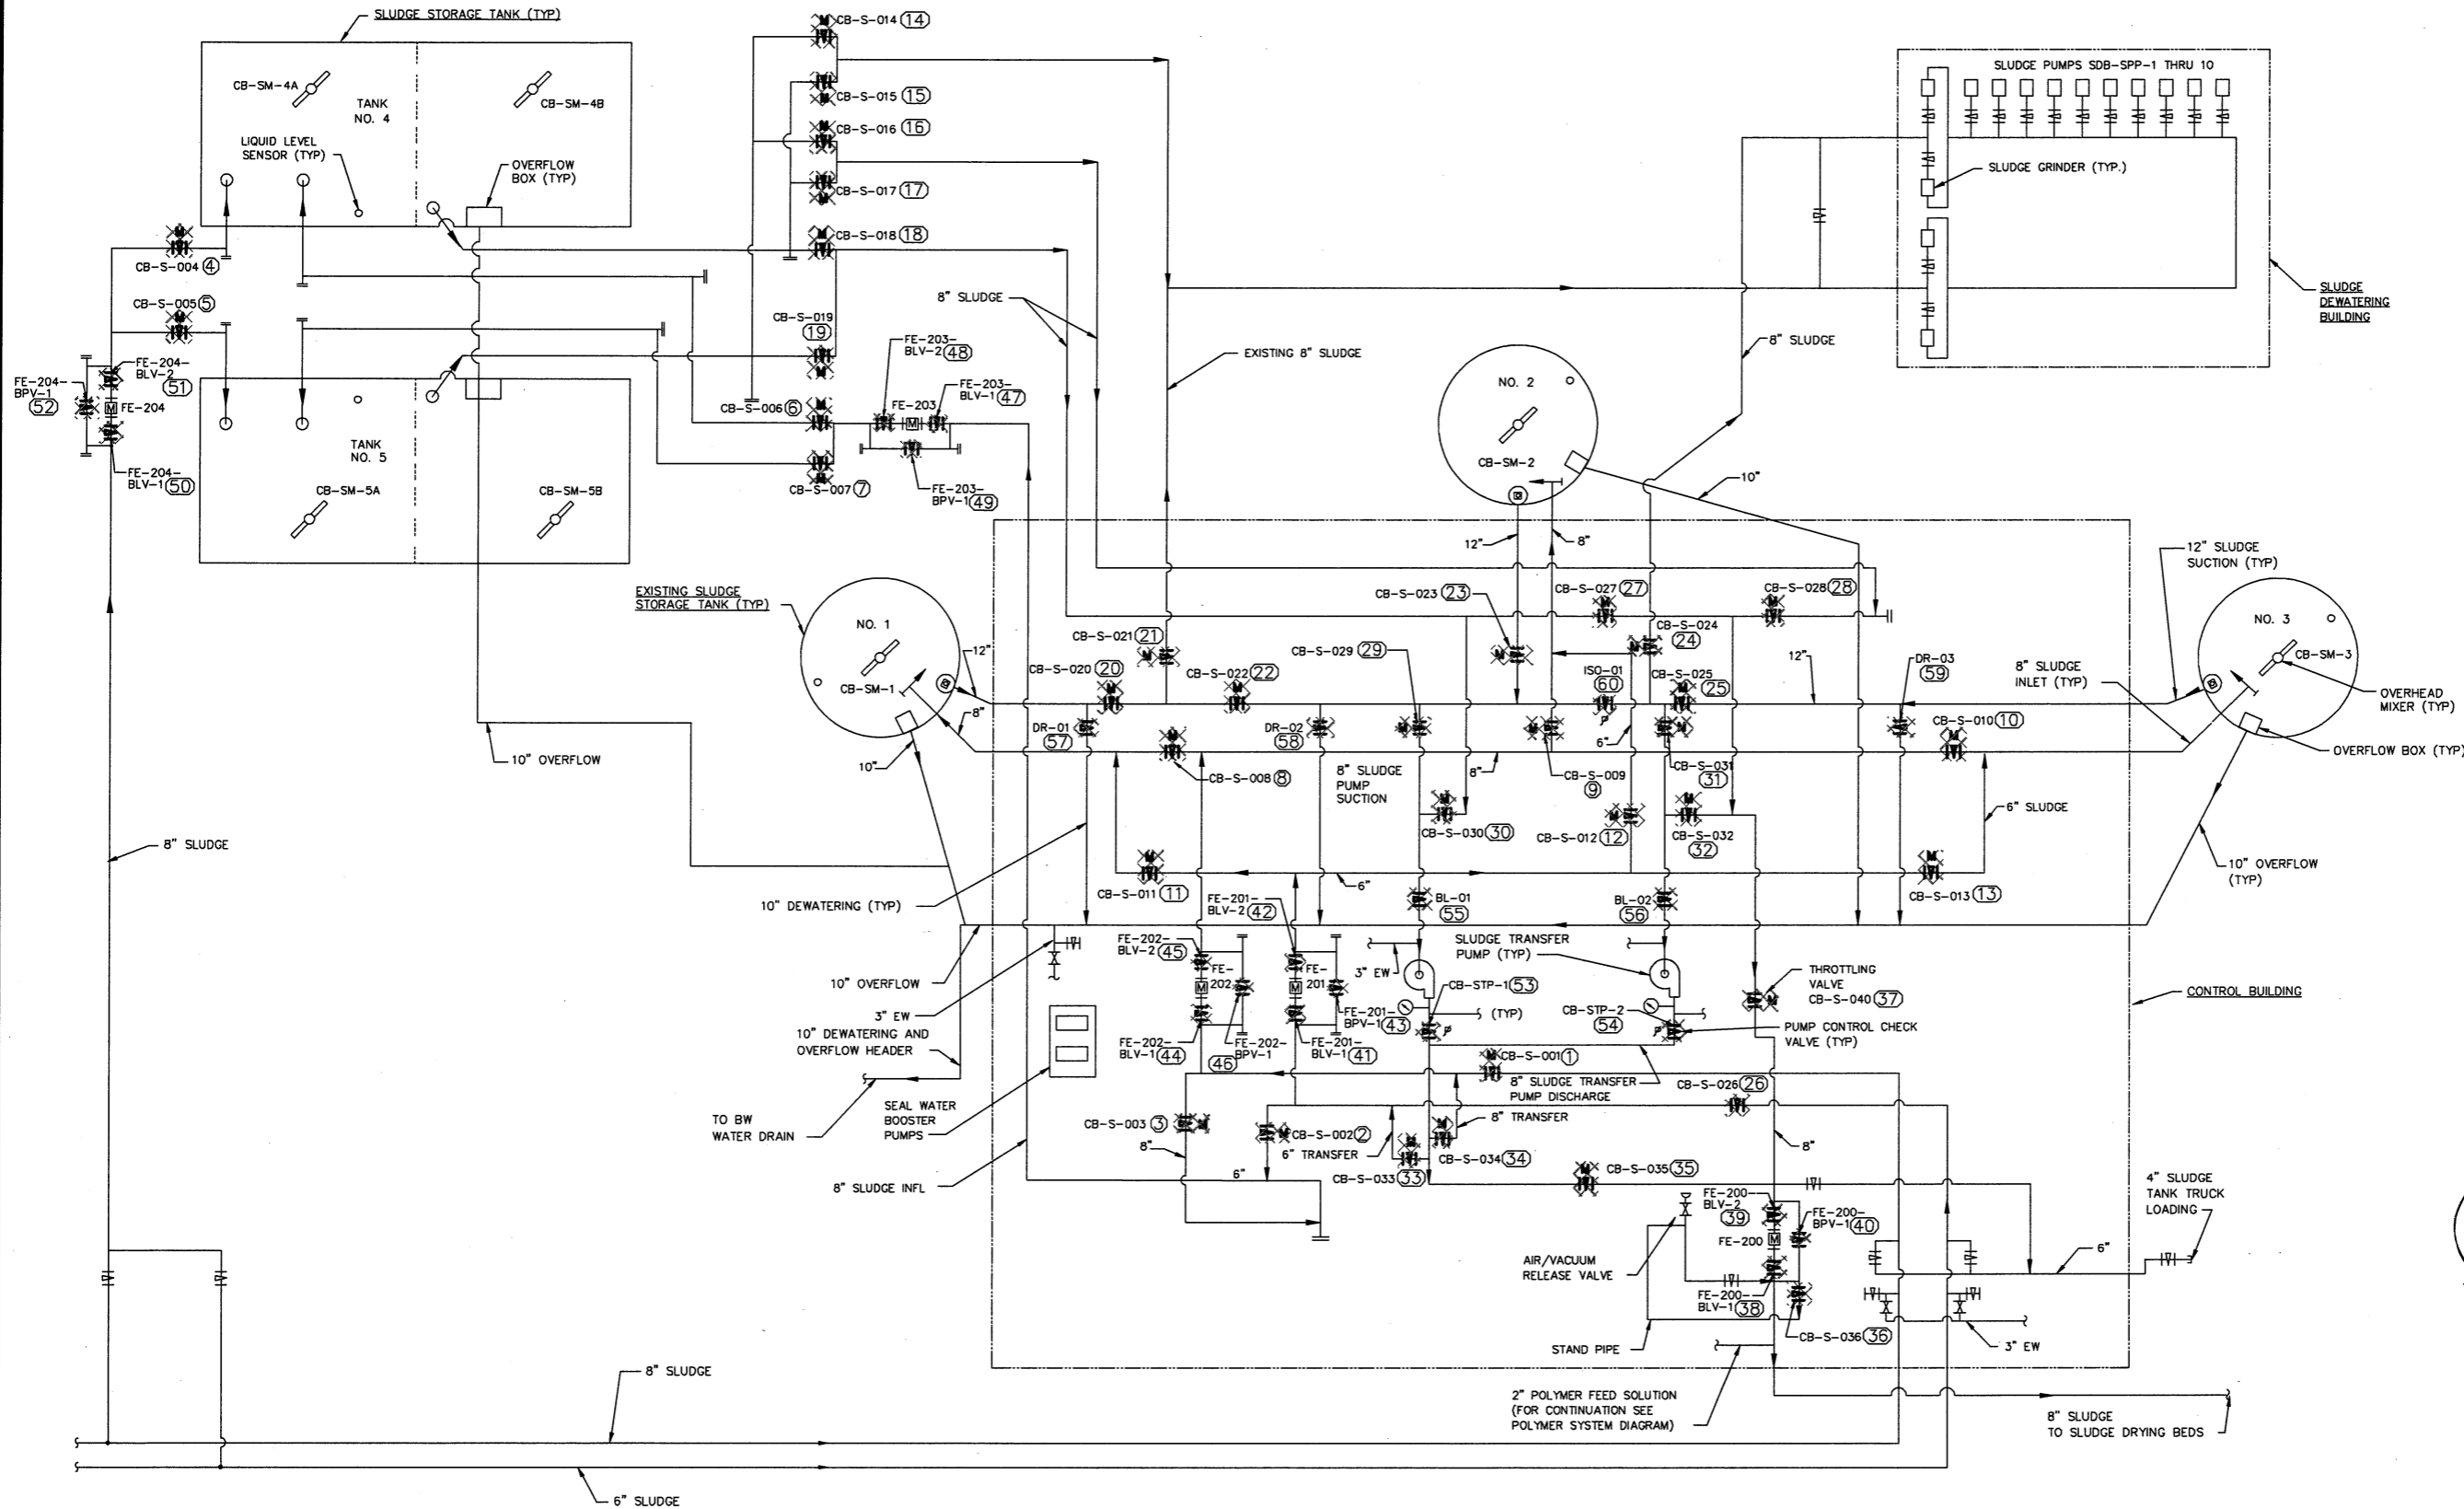 SLUDGE STORAGE TANK (TYP)
CB-SM-4A
TANK
NO. 4
CB-SM-4B
LIQUID LEVEL
SENSOR (TYP)
OVERFLOW
BOX (TYP)
M CB-S-014 14
CB-S-015 15
M
M
CB-S-016 16
CB-S-017 17
M
M
CB-S-018 18
M
CB-S-004 4
CB-S-005 5
M
CB-S-019
19
M
8" SLUDGE
EXISTING 8" SLUDGE
SLUDGE PUMPS SDB-SPP-1 THRU 10
SLUDGE GRINDER (TYP.)
SLUDGE
DEWATERING
BUILDING
8" SLUDGE
FE-204-
BLV-2
51
FE-204-
BPV-1
52
M FE-204
FE-204-
BLV-1 50
TANK
NO. 5
CB-SM-5A
CB-SM-5B
FE-203-
BLV-2 48
FE-203-
BLV-1 47
FE-203
M
CB-S-006 6
M
CB-S-007 7
M
FE-203-
BPV-1 49
NO. 2
CB-SM-2
10"
12"
8"
EXISTING SLUDGE
STORAGE TANK (TYP)
NO. 1
CB-SM-1
12"
8"
10"
CB-S-023 23
M
CB-S-027 27
M
CB-S-028 28
M
12" SLUDGE
SUCTION (TYP)
NO. 3
CB-SM-3
8" SLUDGE
INLET (TYP)
OVERHEAD
MIXER (TYP)
OVERFLOW BOX (TYP)
CB-S-021 21
M
CB-S-020 20
M
CB-S-022 22
M
CB-S-029 29
M
CB-S-024
24
M
ISO-01
60
CB-S-025
25
M
12"
DR-03
59
CB-S-010 10
M
DR-01
57
DR-02
58
M
CB-S-008 8
8" SLUDGE
PUMP
SUCTION
8"
CB-S-009
9
M
6"
CB-S-031
31
M
M
CB-S-030 30
CB-S-012 12
M
M
CB-S-032
32
6" SLUDGE
10" OVERFLOW
8" SLUDGE
M
CB-S-011 11
6"
M
CB-S-013 13
10" OVERFLOW
(TYP)
10" DEWATERING (TYP)
FE-201-
BLV-2 42
BL-01
55
BL-02
56
FE-202-
BLV-2 45
SLUDGE TRANSFER
PUMP (TYP)
10" OVERFLOW
3" EW
FE-
202
M
FE-
201
M
3" EW
CB-STP-1 53
(TYP)
CB-STP-2
54
THROTTLING
VALVE
CB-S-040 37
M
CONTROL BUILDING
PUMP CONTROL CHECK
VALVE (TYP)
10" DEWATERING AND
OVERFLOW HEADER
FE-202-
BLV-1 44
FE-202-
BPV-1
46
FE-201-
BPV-1 43
FE-201-
BLV-1 41
M CB-S-001 1
8" SLUDGE TRANSFER
PUMP DISCHARGE
CB-S-026 26
TO BW
WATER DRAIN
SEAL WATER
BOOSTER
PUMPS
CB-S-003 3
M
8"
CB-S-002 2
M
6" TRANSFER
8" TRANSFER
M
M
CB-S-034 34
CB-S-033 33
8"
8" SLUDGE INFL
6"
M
CB-S-035 35
FE-200-
BLV-2
39
FE-200-
BPV-1 40
FE-200 M
FE-200-
BLV-1 38
AIR/VACUUM
RELEASE VALVE
4" SLUDGE
TANK TRUCK
LOADING
6"
STAND PIPE
CB-S-036 36
3" EW
8" SLUDGE
2" POLYMER FEED SOLUTION
(FOR CONTINUATION SEE
POLYMER SYSTEM DIAGRAM)
8" SLUDGE
TO SLUDGE DRYING BEDS
6" SLUDGE